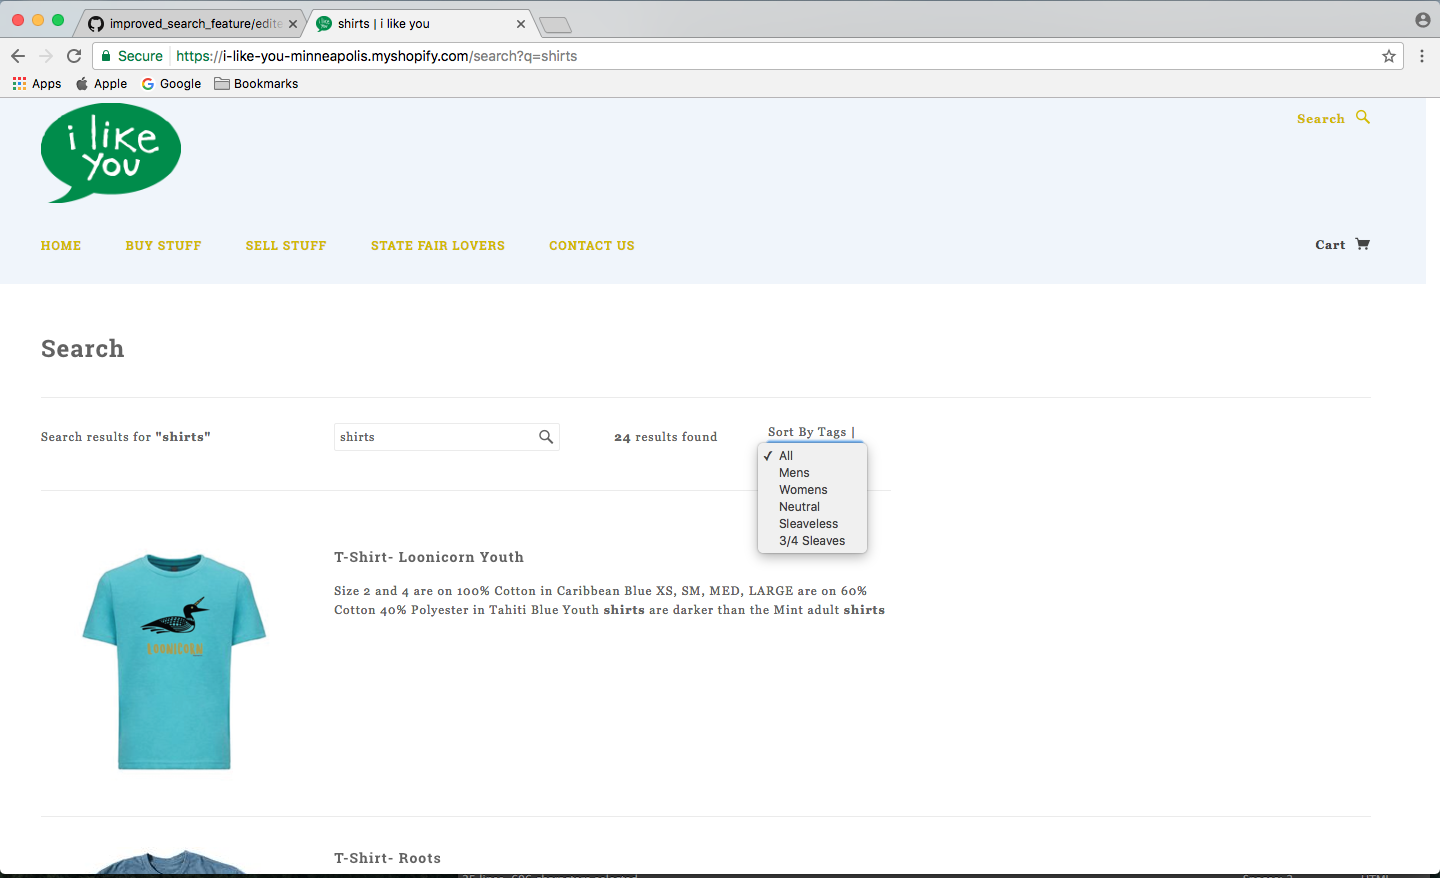 improved_search_feature/edite
shirts | i like you
Secure https://i-like-you-minneapolis.myshopify.com/search?q=shirts
Apps Apple Google Bookmarks
i like
you
Search
HOME BUY STUFF SELL STUFF STATE FAIR LOVERS CONTACT US Cart
Search
Search results for "shirts" shirts 24 results found Sort By Tags |
✓ All
Mens
Womens
Neutral
Sleaveless
3/4 Sleaves
T-Shirt- Loonicorn Youth
Size 2 and 4 are on 100% Cotton in Caribbean Blue XS, SM, MED, LARGE are on 60%
Cotton 40% Polyester in Tahiti Blue Youth shirts are darker than the Mint adult shirts
LOONICORN
T-Shirt- Roots